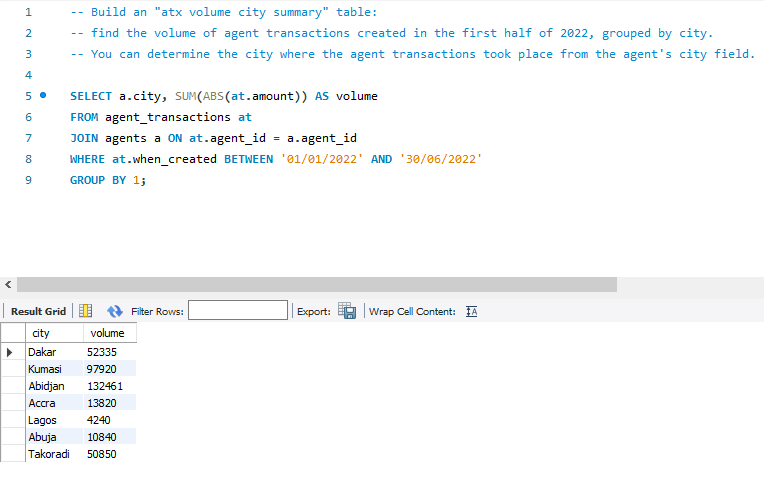 1 -- Build an "atx volume city summary" table:
2 -- find the volume of agent transactions created in the first half of 2022, grouped by city.
3 -- You can determine the city where the agent transactions took place from the agent's city field.
4
5 SELECT a.city, SUM(ABS(at.amount)) AS volume
6 FROM agent_transactions at
7 JOIN agents a ON at.agent_id = a.agent_id
8 WHERE at.when_created BETWEEN '01/01/2022' AND '30/06/2022'
9 GROUP BY 1;
Result Grid Filter Rows: Export: Wrap Cell Content: IA
city volume
Dakar 52335
Kumasi 97920
Abidjan 132461
Accra 13820
Lagos 4240
Abuja 10840
Takoradi 50850